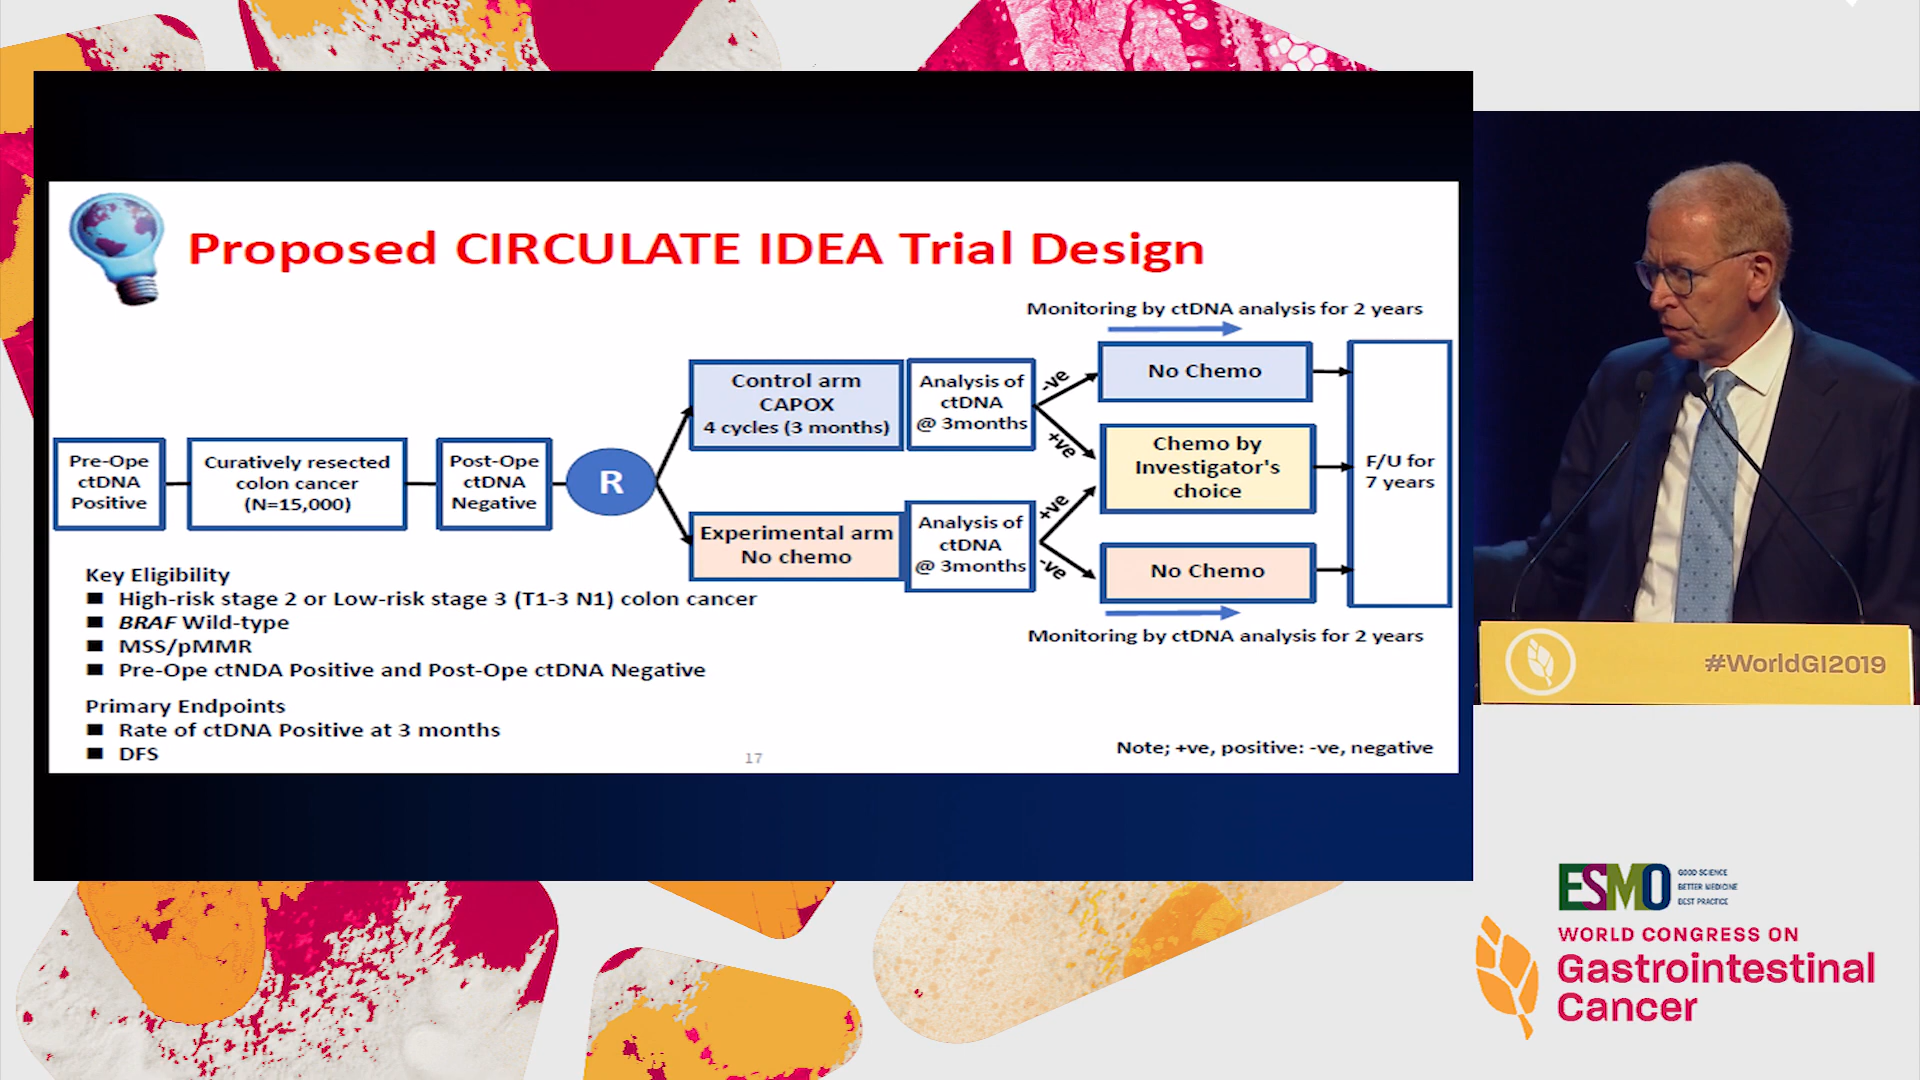 Proposed CIRCULATE IDEA Trial Design
Monitoring by ctDNA analysis for 2 years
Pre-Ope
ctDNA
Positive
Curatively resected
colon cancer
(N=15,000)
Post-Ope
ctDNA
Negative
R
Control arm
CAPOX
4 cycles (3 months)
Analysis of
ctDNA
@ 3months
-ve
+ve
No Chemo
Chemo by
Investigator's
choice
Experimental arm
No chemo
Analysis of
ctDNA
@ 3months
+ve
-ve
No Chemo
F/U for
7 years
Monitoring by ctDNA analysis for 2 years
Key Eligibility
■ High-risk stage 2 or Low-risk stage 3 (T1-3 N1) colon cancer
■ BRAF Wild-type
■ MSS/pMMR
■ Pre-Ope ctNDA Positive and Post-Ope ctDNA Negative
Primary Endpoints
■ Rate of ctDNA Positive at 3 months
■ DFS
17
Note; +ve, positive: -ve, negative
#WorldGI2019
ESMO
GOOD SCIENCE
BETTER MEDICINE
BEST PRACTICE
WORLD CONGRESS ON
Gastrointestinal
Cancer